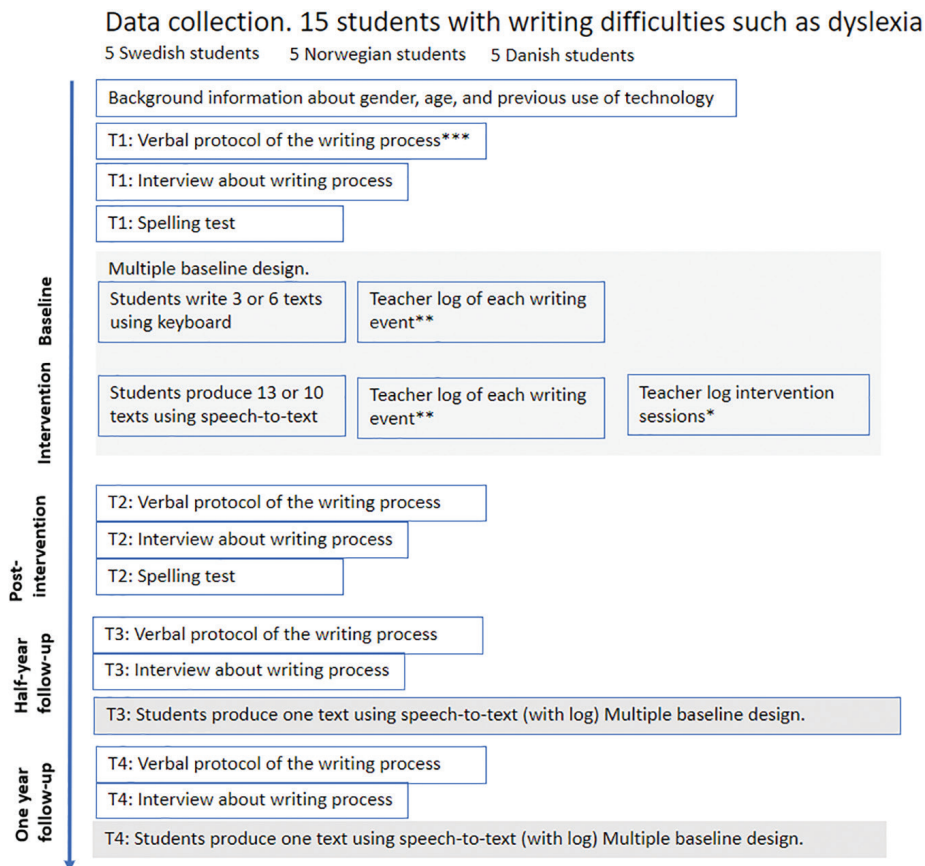 Data collection. 15 students with writing difficulties such as dyslexia
5 Swedish students 5 Norwegian students 5 Danish students
Background information about gender, age, and previous use of technology
T1: Verbal protocol of the writing process***
T1: Interview about writing process
T1: Spelling test
Baseline
Multiple baseline design.
Students write 3 or 6 texts
using keyboard
Teacher log of each writing
event**
Intervention
Students produce 13 or 10
texts using speech-to-text
Teacher log of each writing
event**
Teacher log intervention
sessions*
Post-
intervention
T2: Verbal protocol of the writing process
T2: Interview about writing process
T2: Spelling test
Half-year
follow-up
T3: Verbal protocol of the writing process
T3: Interview about writing process
T3: Students produce one text using speech-to-text (with log) Multiple baseline design.
One year
follow-up
T4: Verbal protocol of the writing process
T4: Interview about writing process
T4: Students produce one text using speech-to-text (with log) Multiple baseline design.